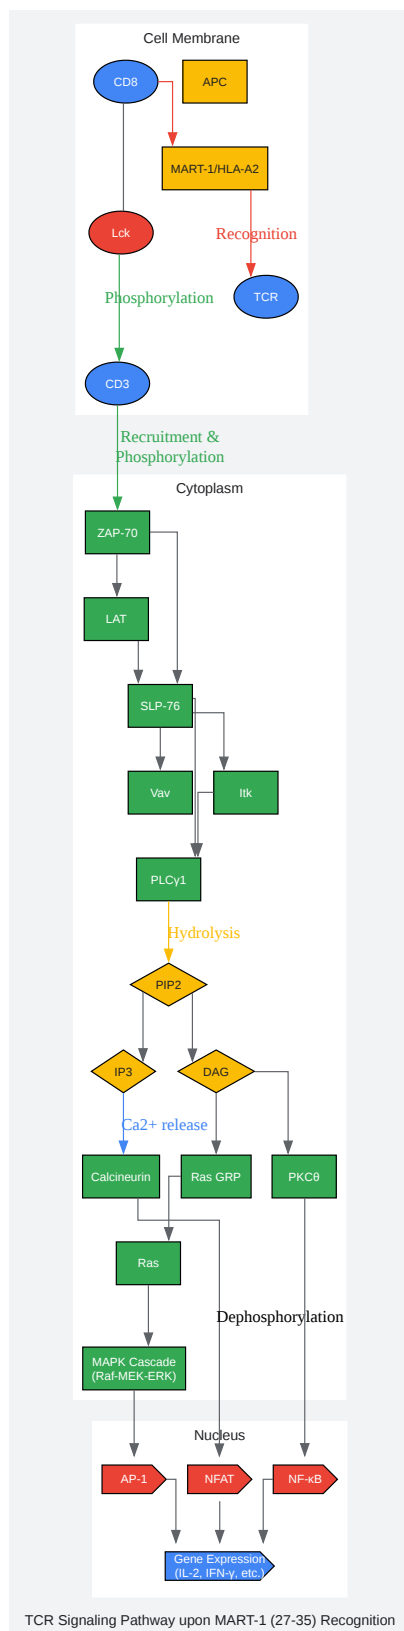 Cell Membrane
CD8
APC
MART-1/HLA-A2
Lck
Recognition
Phosphorylation
TCR
CD3
Recruitment &
Phosphorylation
Cytoplasm
ZAP-70
LAT
SLP-76
Vav
Itk
PLCγ1
Hydrolysis
PIP2
IP3
DAG
Ca2+ release
Calcineurin
Ras GRP
PKCθ
Ras
Dephosphorylation
MAPK Cascade
(Raf-MEK-ERK)
Nucleus
AP-1
NFAT
NF-κB
Gene Expression
(IL-2, IFN-γ, etc.)
TCR Signaling Pathway upon MART-1 (27-35) Recognition